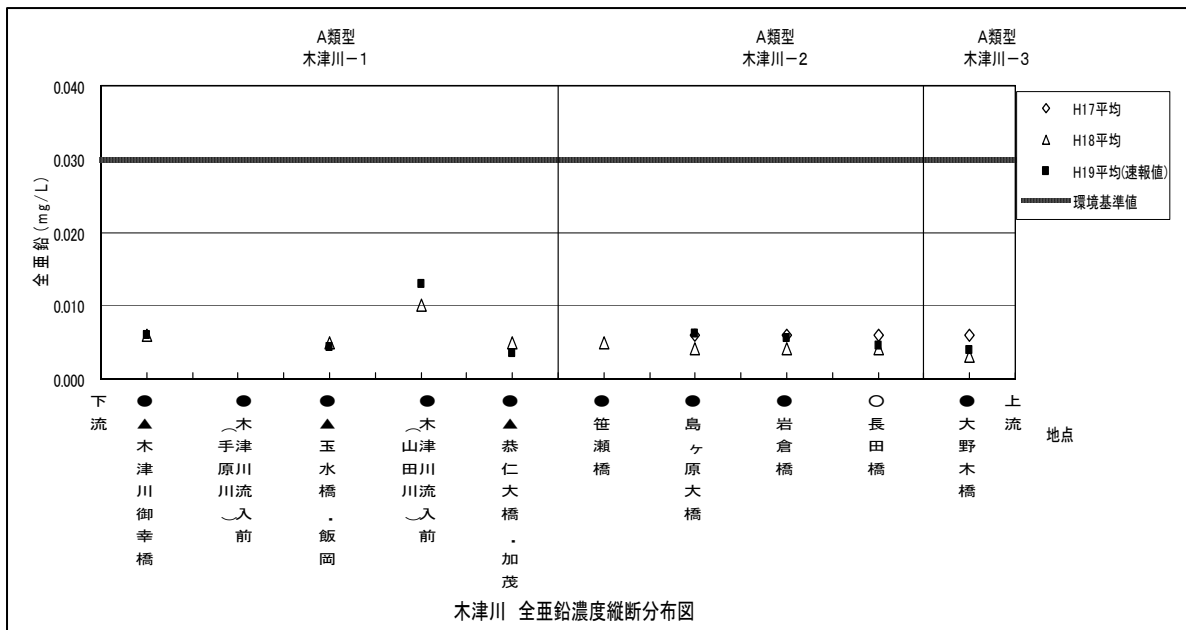 A類型
木津川－1
A類型
木津川－2
A類型
木津川－3
全亜鉛(mg/L)
0.040
0.030
0.020
0.010
0.000
◇ H17平均
△ H18平均
■ H19平均(速報値)
環境基準値
下流
●▲木津川御幸橋
●木津川流入前（手原川）
●▲玉水橋・飯岡
●木津川流入前（山田川）
●▲恭仁大橋・加茂
●笹瀬橋
●島ヶ原大橋
●岩倉橋
○長田橋
●大野木橋
上流
地点
木津川 全亜鉛濃度縦断分布図